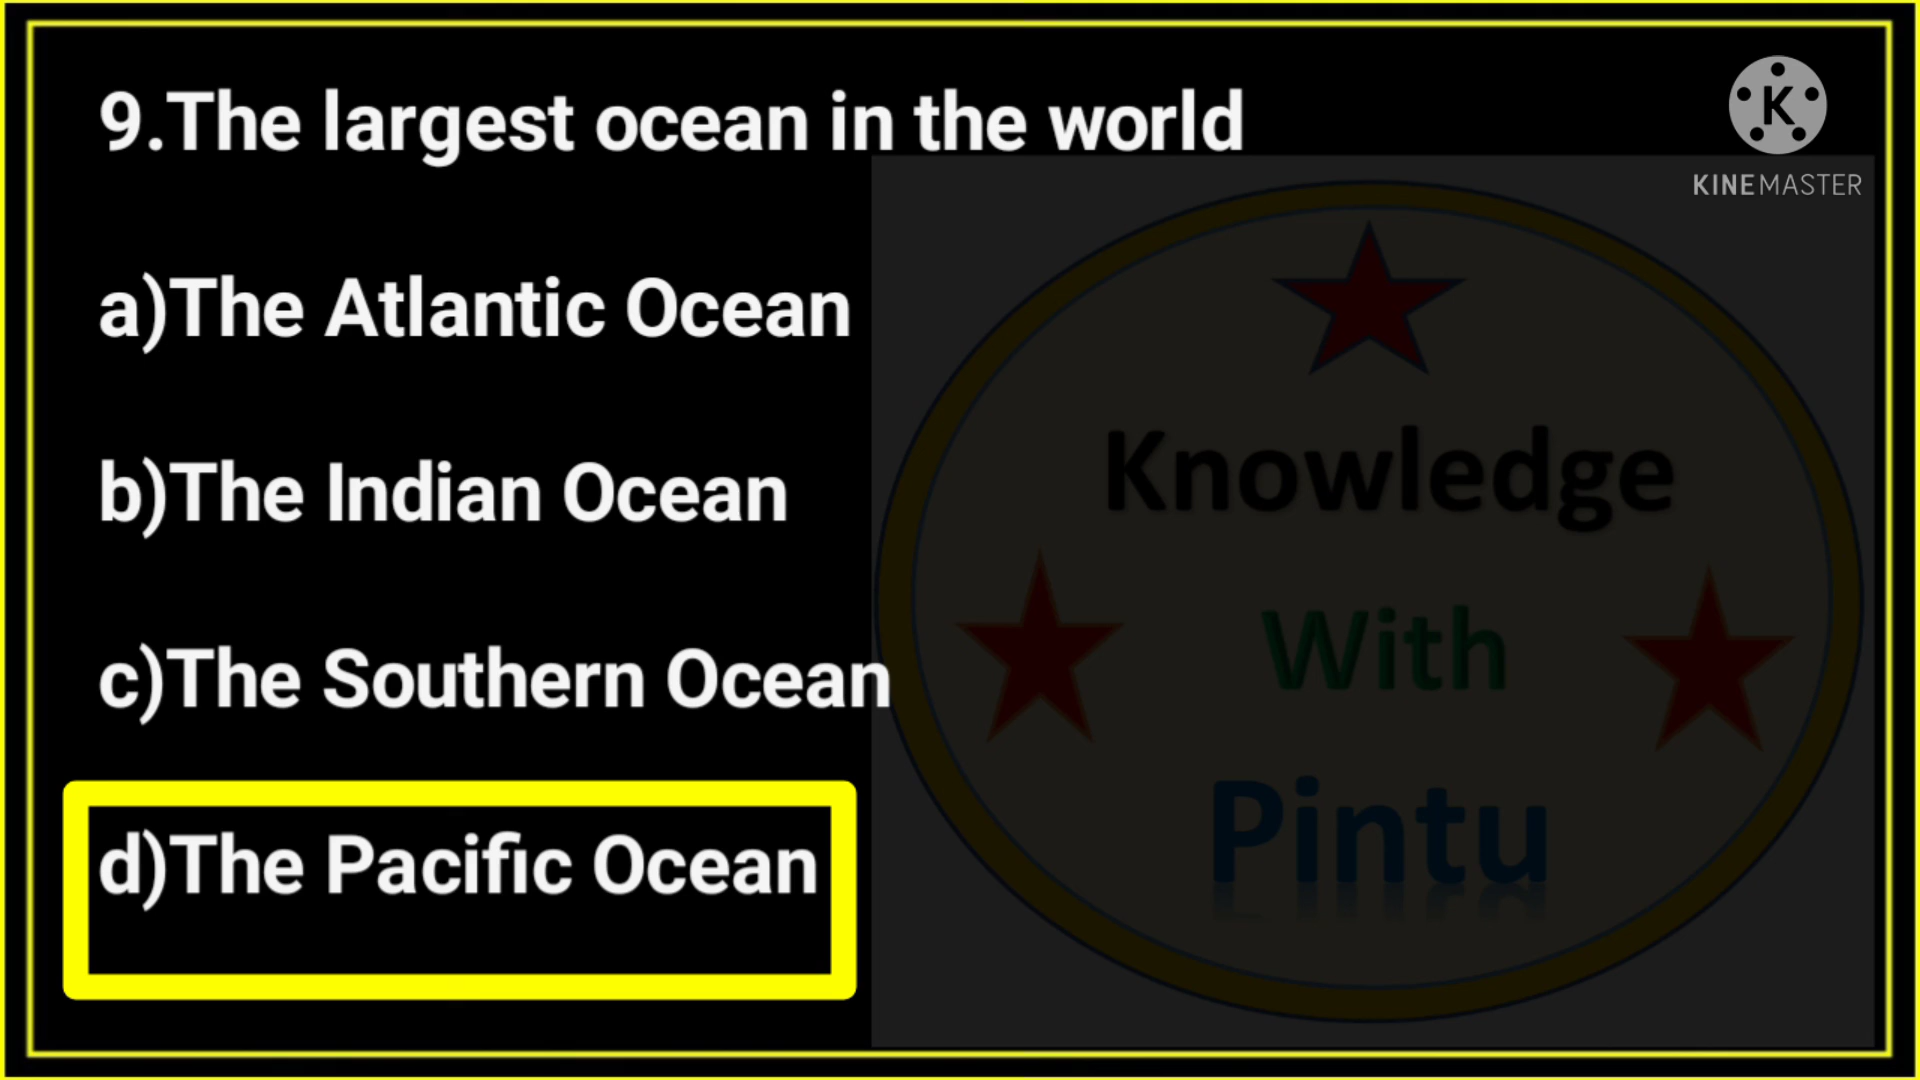 9.The largest ocean in the world
K
KINEMASTER
a)The Atlantic Ocean
b)The Indian Ocean
c)The Southern Ocean
d)The Pacific Ocean
Knowledge
With
Pintu